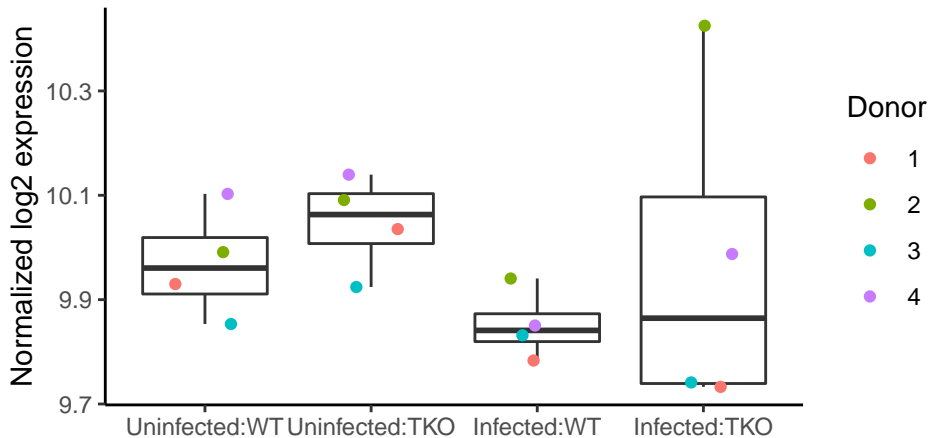 Normalized log2 expression
10.3
10.1
9.9
9.7
Uninfected:WT
Uninfected:TKO
Infected:WT
Infected:TKO
Donor
1
2
3
4